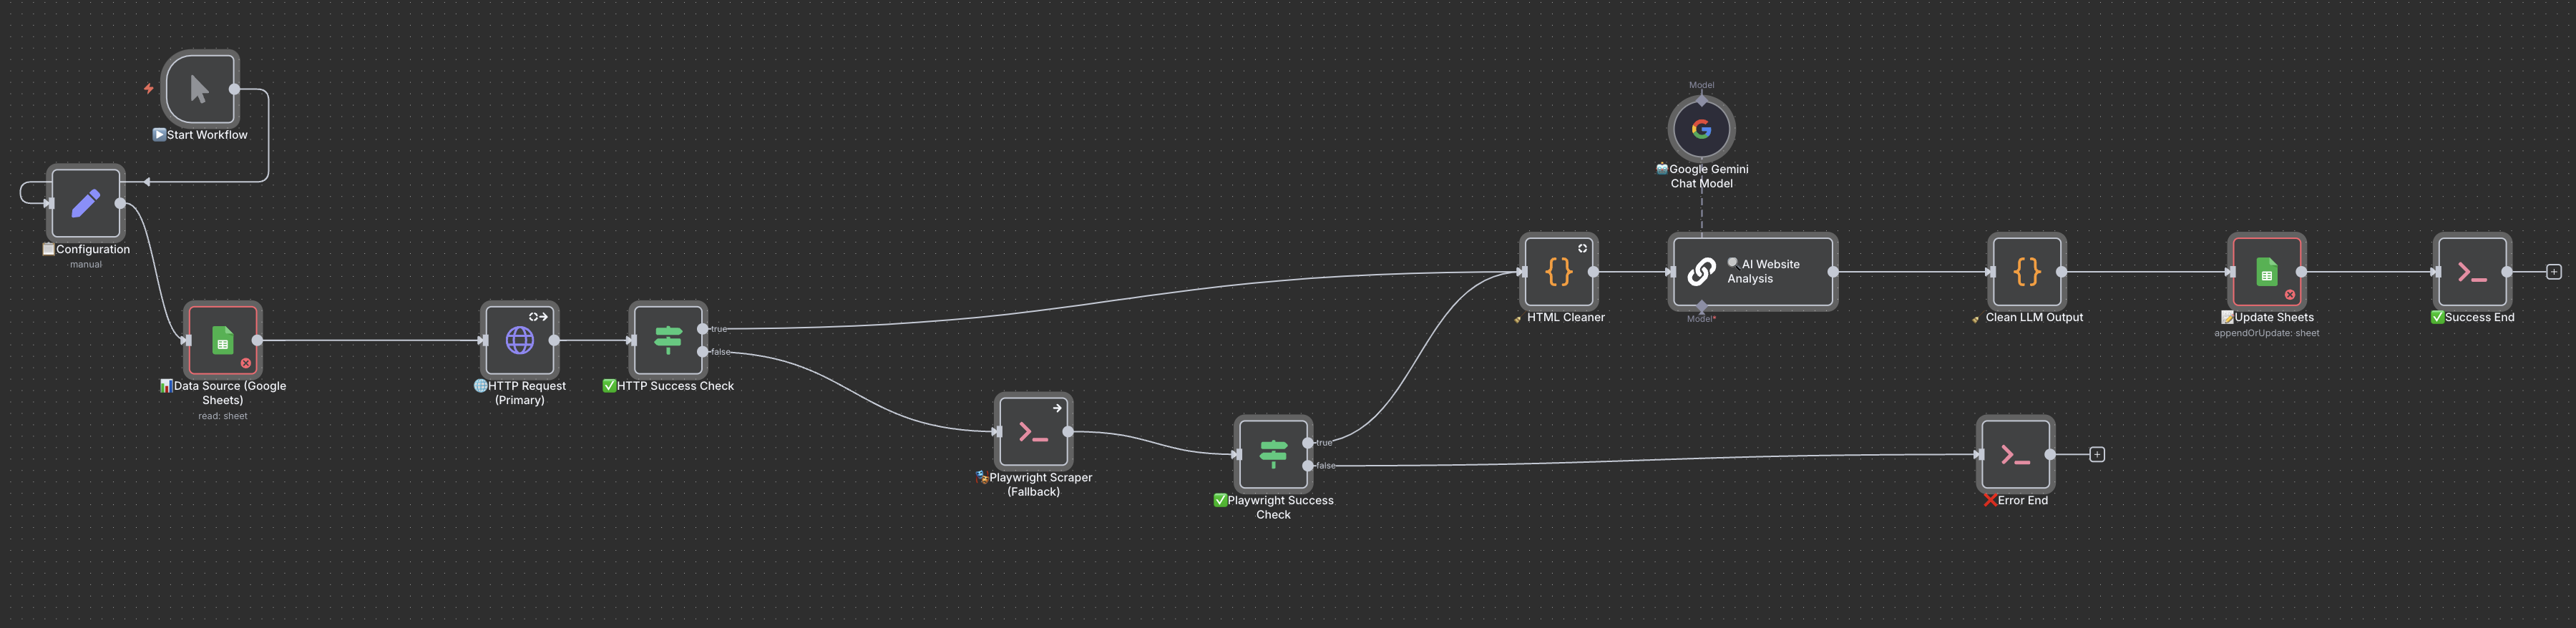 Start Workflow
Configuration
manual
Data Source (Google
Sheets)
read: sheet
HTTP Request
(Primary)
HTTP Success Check
true
false
Playwright Scraper
(Fallback)
Playwright Success
Check
true
false
HTML Cleaner
Model
Google Gemini
Chat Model
AI Website
Analysis
Model*
Clean LLM Output
Update Sheets
appendOrUpdate: sheet
Success End
Error End